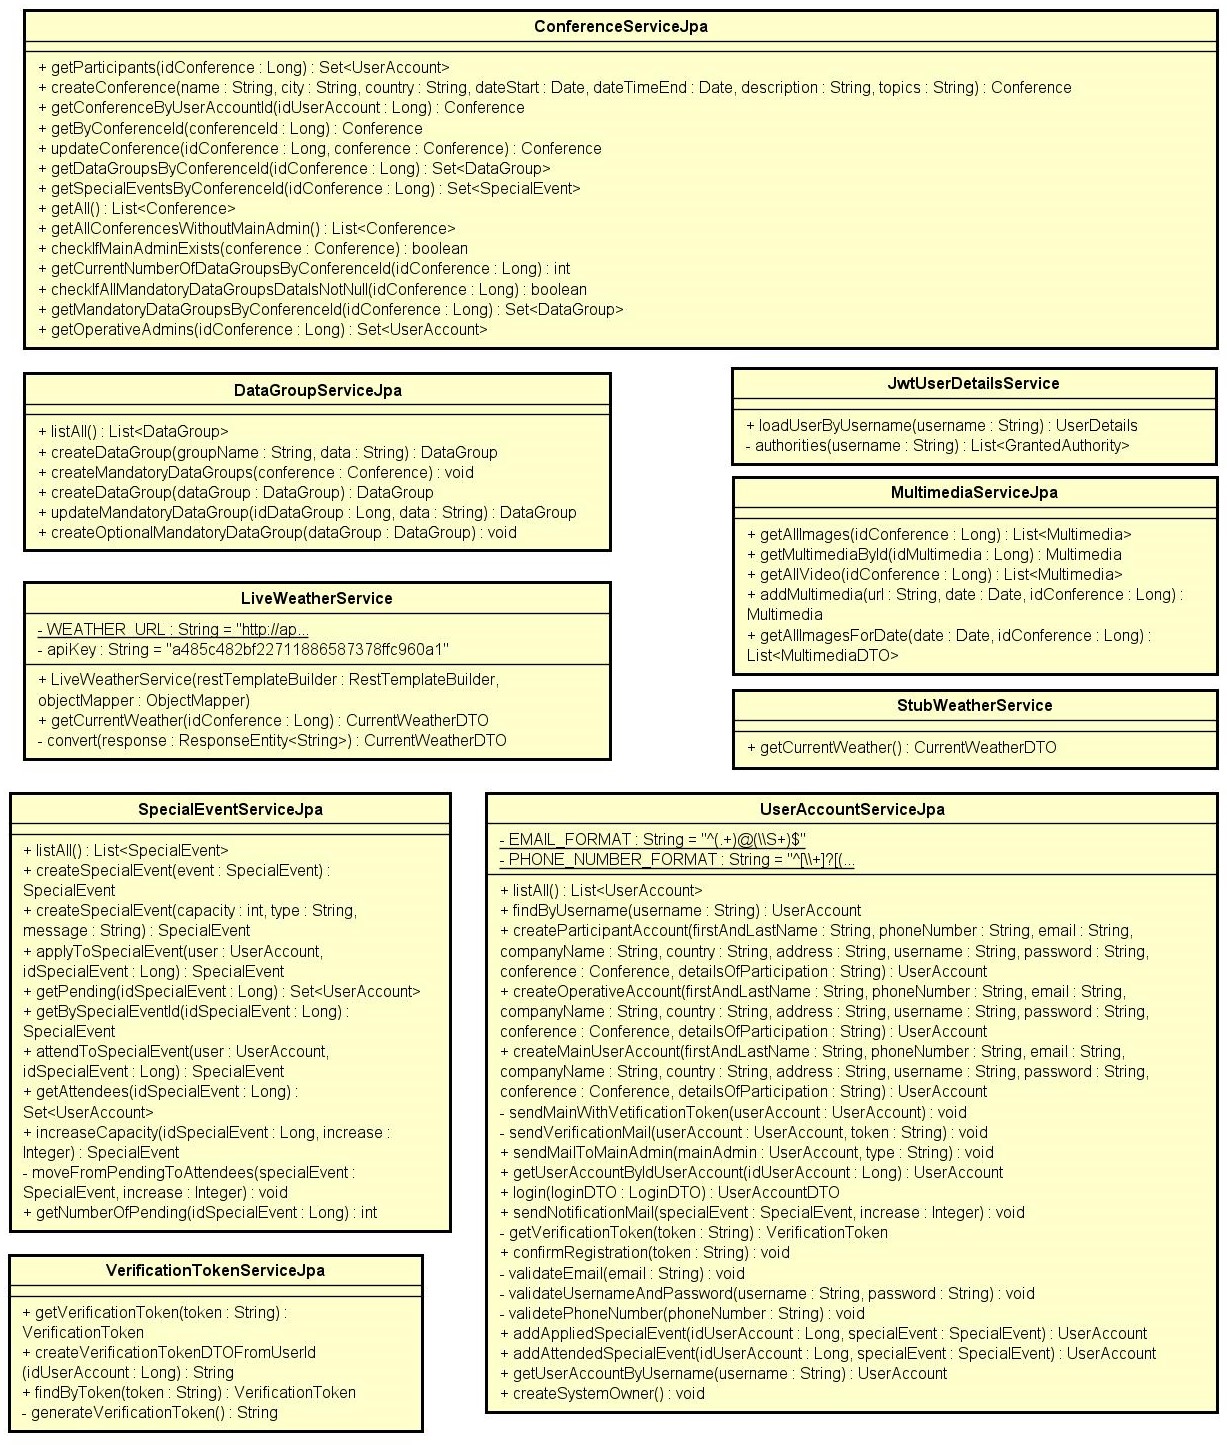 ConferenceServiceJpa
+ getParticipants(idConference : Long) : Set<UserAccount>
+ createConference(name : String, city : String, country : String, dateStart : Date, dateTimeEnd : Date, description : String, topics : String) : Conference
+ getConferenceByUserAccountId(idUserAccount : Long) : Conference
+ getByConferenceId(conferenceId : Long) : Conference
+ updateConference(idConference : Long, conference : Conference) : Conference
+ getDataGroupsByConferenceId(idConference : Long) : Set<DataGroup>
+ getSpecialEventsByConferenceId(idConference : Long) : Set<SpecialEvent>
+ getAll() : List<Conference>
+ getAllConferencesWithoutMainAdmin() : List<Conference>
+ checkIfMainAdminExists(conference : Conference) : boolean
+ getCurrentNumberOfDataGroupsByConferenceId(idConference : Long) : int
+ checkIfAllMandatoryDataGroupsDataIsNotNull(idConference : Long) : boolean
+ getMandatoryDataGroupsByConferenceId(idConference : Long) : Set<DataGroup>
+ getOperativeAdmins(idConference : Long) : Set<UserAccount>
DataGroupServiceJpa
+ listAll() : List<DataGroup>
+ createDataGroup(groupName : String, data : String) : DataGroup
+ createMandatoryDataGroups(conference : Conference) : void
+ createDataGroup(dataGroup : DataGroup) : DataGroup
+ updateMandatoryDataGroup(idDataGroup : Long, data : String) : DataGroup
+ createOptionalMandatoryDataGroup(dataGroup : DataGroup) : void
JwtUserDetailsService
+ loadUserByUsername(username : String) : UserDetails
- authorities(username : String) : List<GrantedAuthority>
MultimediaServiceJpa
+ getAllImages(idConference : Long) : List<Multimedia>
+ getMultimediaById(idMultimedia : Long) : Multimedia
+ getAllVideo(idConference : Long) : List<Multimedia>
+ addMultimedia(url : String, date : Date, idConference : Long) :
Multimedia
+ getAllImagesForDate(date : Date, idConference : Long) :
List<MultimediaDTO>
LiveWeatherService
- WEATHER_URL : String = "http://ap...
- apiKey : String = "a485c482bf22711886587378ffc960a1"
+ LiveWeatherService(restTemplateBuilder : RestTemplateBuilder,
objectMapper : ObjectMapper)
+ getCurrentWeather(idConference : Long) : CurrentWeatherDTO
- convert(response : ResponseEntity<String>) : CurrentWeatherDTO
StubWeatherService
+ getCurrentWeather() : CurrentWeatherDTO
SpecialEventServiceJpa
+ listAll() : List<SpecialEvent>
+ createSpecialEvent(event : SpecialEvent) :
SpecialEvent
+ createSpecialEvent(capacity : int, type : String,
message : String) : SpecialEvent
+ applyToSpecialEvent(user : UserAccount,
idSpecialEvent : Long) : SpecialEvent
+ getPending(idSpecialEvent : Long) : Set<UserAccount>
+ getBySpecialEventId(idSpecialEvent : Long) :
SpecialEvent
+ attendToSpecialEvent(user : UserAccount,
idSpecialEvent : Long) : SpecialEvent
+ getAttendees(idSpecialEvent : Long) :
Set<UserAccount>
+ increaseCapacity(idSpecialEvent : Long, increase :
Integer) : SpecialEvent
- moveFromPendingToAttendees(specialEvent :
SpecialEvent, increase : Integer) : void
+ getNumberOfPending(idSpecialEvent : Long) : int
UserAccountServiceJpa
- EMAIL_FORMAT : String = "^(.+)@(\\S+)$"
- PHONE_NUMBER_FORMAT : String = "^[\\+]?[(...
+ listAll() : List<UserAccount>
+ findByUsername(username : String) : UserAccount
+ createParticipantAccount(firstAndLastName : String, phoneNumber : String, email : String,
companyName : String, country : String, address : String, username : String, password : String,
conference : Conference, detailsOfParticipation : String) : UserAccount
+ createOperativeAccount(firstAndLastName : String, phoneNumber : String, email : String,
companyName : String, country : String, address : String, username : String, password : String,
conference : Conference, detailsOfParticipation : String) : UserAccount
+ createMainUserAccount(firstAndLastName : String, phoneNumber : String, email : String,
companyName : String, country : String, address : String, username : String, password : String,
conference : Conference, detailsOfParticipation : String) : UserAccount
- sendMainWithVetificationToken(userAccount : UserAccount) : void
- sendVerificationMail(userAccount : UserAccount, token : String) : void
+ sendMailToMainAdmin(mainAdmin : UserAccount, type : String) : void
+ getUserAccountByIdUserAccount(idUserAccount : Long) : UserAccount
+ login(loginDTO : LoginDTO) : UserAccountDTO
+ sendNotificationMail(specialEvent : SpecialEvent, increase : Integer) : void
- getVerificationToken(token : String) : VerificationToken
+ confirmRegistration(token : String) : void
- validateEmail(email : String) : void
- validateUsernameAndPassword(username : String, password : String) : void
- validetePhoneNumber(phoneNumber : String) : void
+ addAppliedSpecialEvent(idUserAccount : Long, specialEvent : SpecialEvent) : UserAccount
+ addAttendedSpecialEvent(idUserAccount : Long, specialEvent : SpecialEvent) : UserAccount
+ getUserAccountByUsername(username : String) : UserAccount
+ createSystemOwner() : void
VerificationTokenServiceJpa
+ getVerificationToken(token : String) :
VerificationToken
+ createVerificationTokenDTOFromUserId
(idUserAccount : Long) : String
+ findByToken(token : String) : VerificationToken
- generateVerificationToken() : String